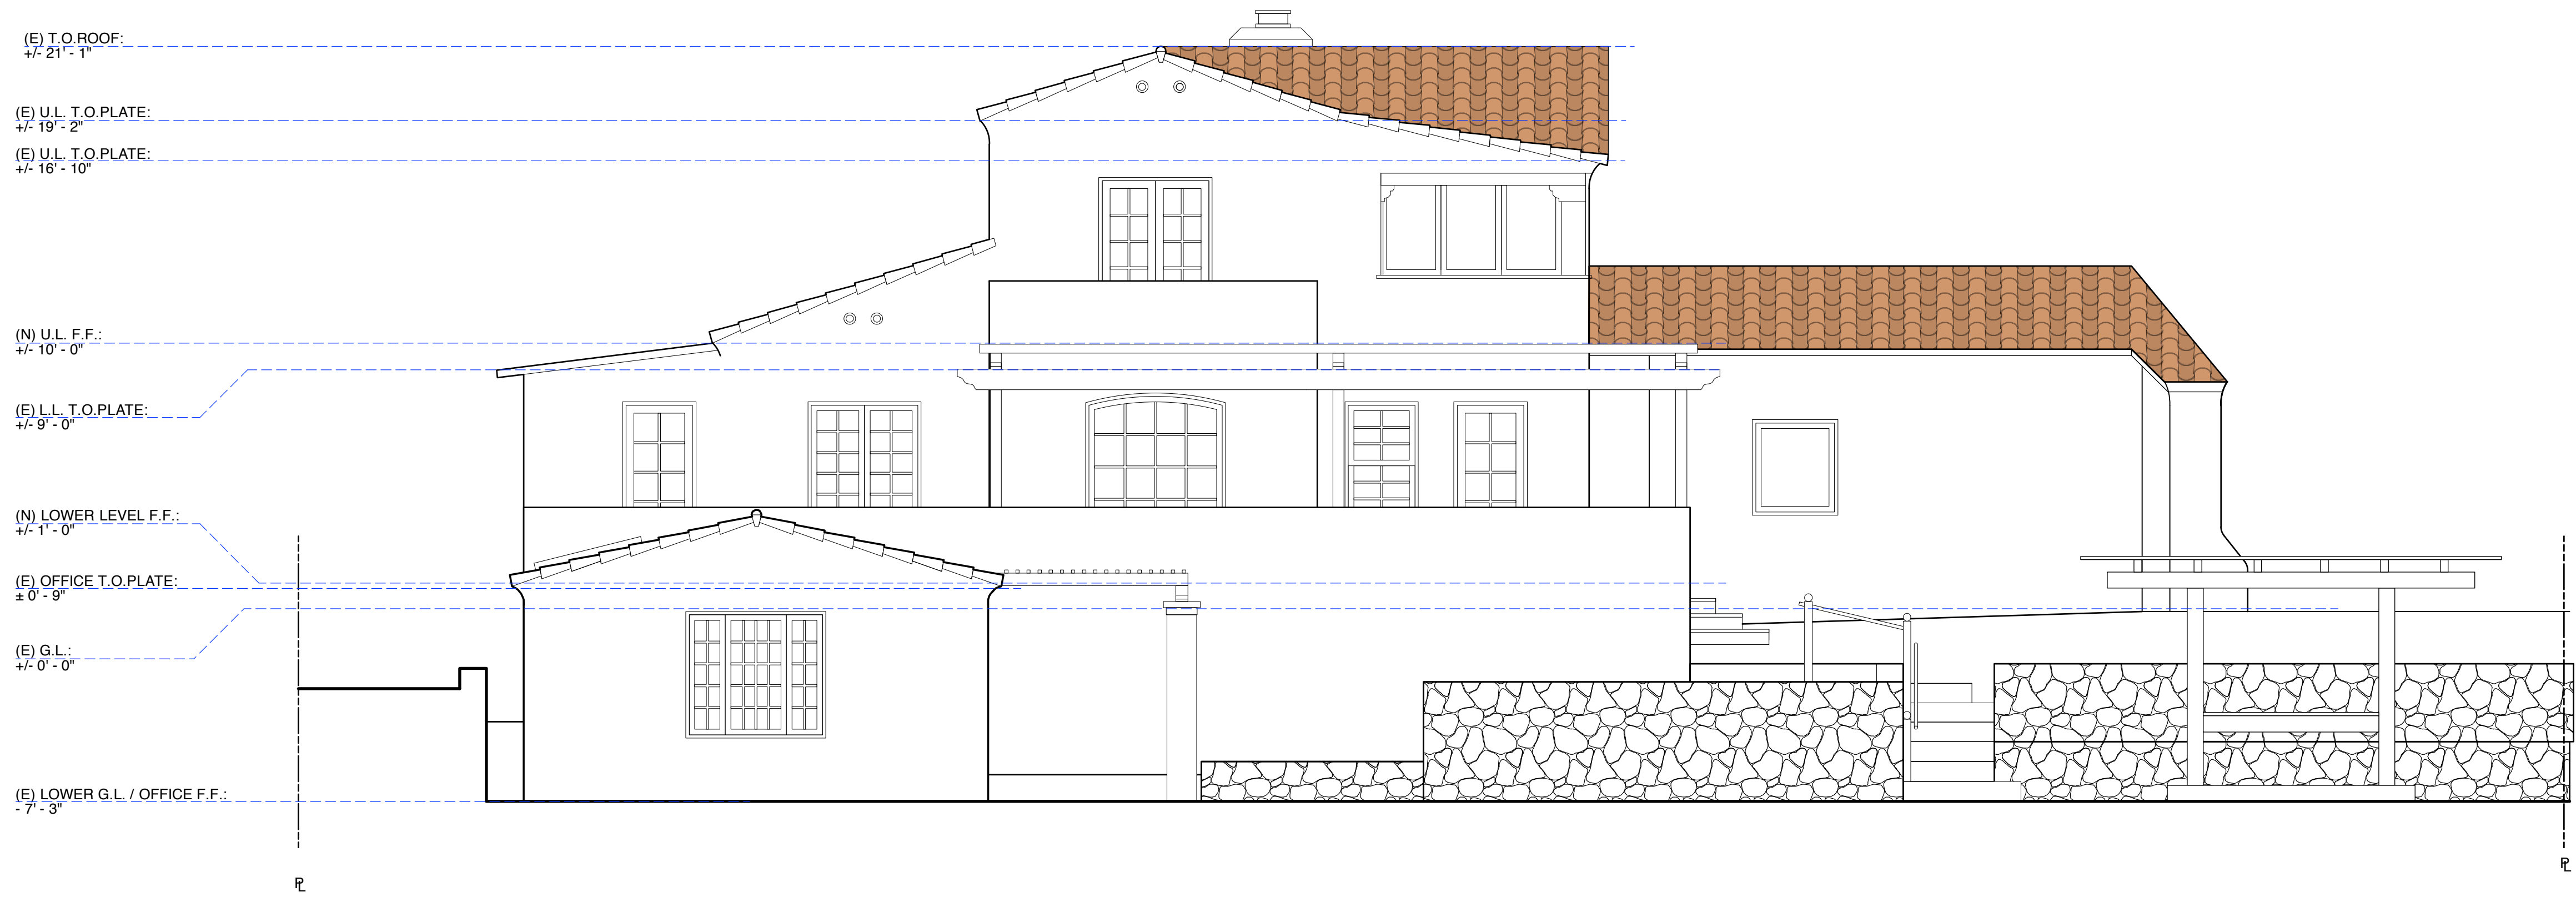 (E) T.O.ROOF:
+/- 21' - 1"
(E) U.L. T.O.PLATE:
+/- 19' - 2"
(E) U.L. T.O.PLATE:
+/- 16' - 10"
(N) U.L. F.F.:
+/- 10' - 0"
(E) L.L. T.O.PLATE:
+/- 9' - 0"
(N) LOWER LEVEL F.F.:
+/- 1' - 0"
(E) OFFICE T.O.PLATE:
± 0' - 9"
(E) G.L.:
+/- 0' - 0"
(E) LOWER G.L. / OFFICE F.F.:
- 7' - 3"
PL
PL